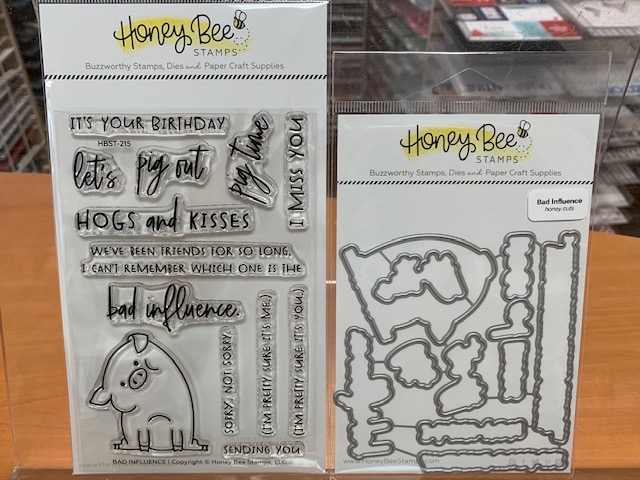 Honey Bee
STAMPS
Buzzworthy Stamps, Dies and Paper Craft Supplies
IT'S YOUR BIRTHDAY
HBST-215
let's
pig out
pig time
I MISS YOU
HOGS and KISSES
WE'VE BEEN FRIENDS FOR SO LONG,
I CAN'T REMEMBER WHICH ONE IS THE
bad influence.
SORRY, NOT SORRY.
(I'M PRETTY SURE IT'S ME.)
(I'M PRETTY SURE IT'S YOU.)
SENDING YOU
BAD INFLUENCE | Copyright © Honey Bee Stamps, LLC
Honey Bee
STAMPS
Buzzworthy Stamps, Dies and Paper Craft Supplies
Bad Influence
honey cuts
www.HoneyBeeStamps.com